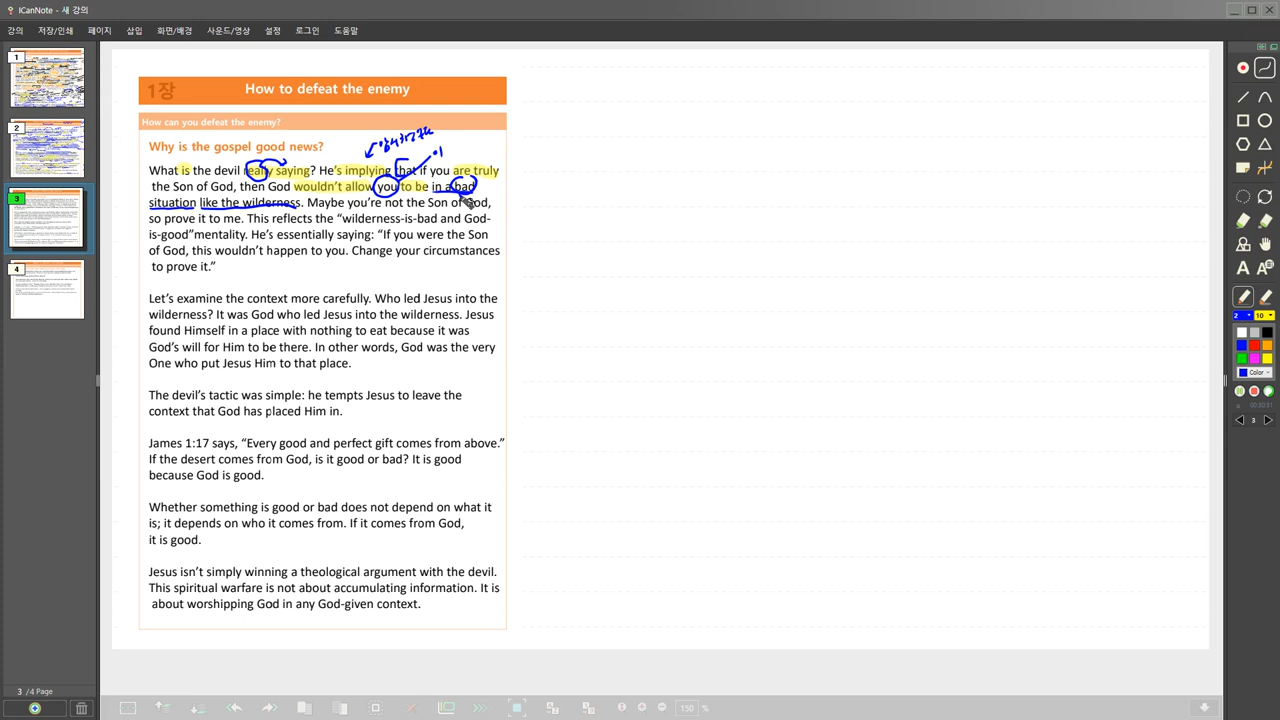 ICanNote - 새 강의
강의 저장/인쇄 페이지 삽입 화면/배경 사운드/영상 설정 로그인 도움말
1
2
3
4
1장 How to defeat the enemy
How can you defeat the enemy?
Why is the gospel good news?
What is the devil really saying? He's implying that if you are truly
the Son of God, then God wouldn't allow you to be in a bad
situation like the wilderness. Maybe you're not the Son of God,
so prove it to me. This reflects the “wilderness-is-bad and God-
is-good”mentality. He's essentially saying: “If you were the Son
of God, this wouldn't happen to you. Change your circumstances
to prove it.”
Let's examine the context more carefully. Who led Jesus into the
wilderness? It was God who led Jesus into the wilderness. Jesus
found Himself in a place with nothing to eat because it was
God's will for Him to be there. In other words, God was the very
One who put Jesus Him to that place.
The devil's tactic was simple: he tempts Jesus to leave the
context that God has placed Him in.
James 1:17 says, “Every good and perfect gift comes from above.”
If the desert comes from God, is it good or bad? It is good
because God is good.
Whether something is good or bad does not depend on what it
is; it depends on who it comes from. If it comes from God,
it is good.
Jesus isn't simply winning a theological argument with the devil.
This spiritual warfare is not about accumulating information. It is
about worshipping God in any God-given context.
2 10
Color
3
3 /4 Page
150 %